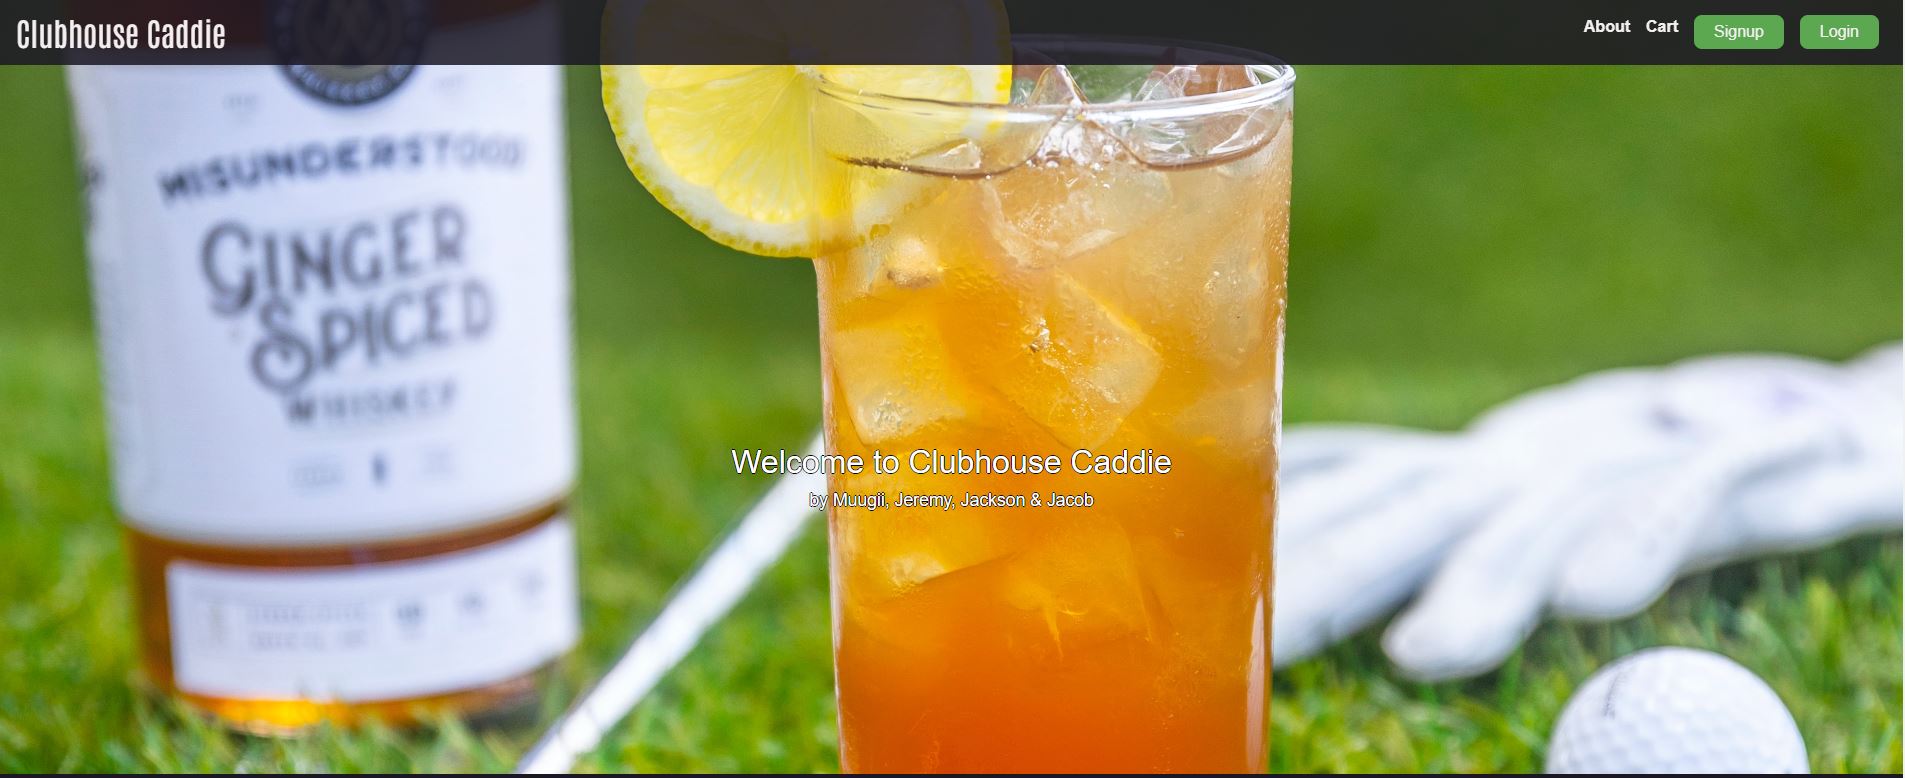 Clubhouse Caddie
About Cart Signup Login
MISUNDERSTOOD
GINGER
SPICED
WHISKEY
Welcome to Clubhouse Caddie
by Muugii, Jeremy, Jackson & Jacob